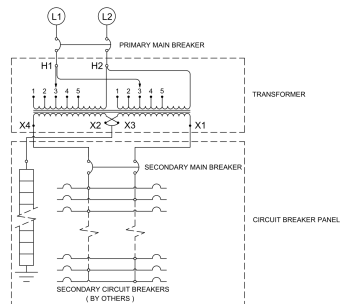 L1 L2
PRIMARY MAIN BREAKER
H1 H2
1 2 3 4 5 1 2 3 4 5
TRANSFORMER
X4 X2 X3 X1
SECONDARY MAIN BREAKER
CIRCUIT BREAKER PANEL
SECONDARY CIRCUIT BREAKERS
( BY OTHERS )